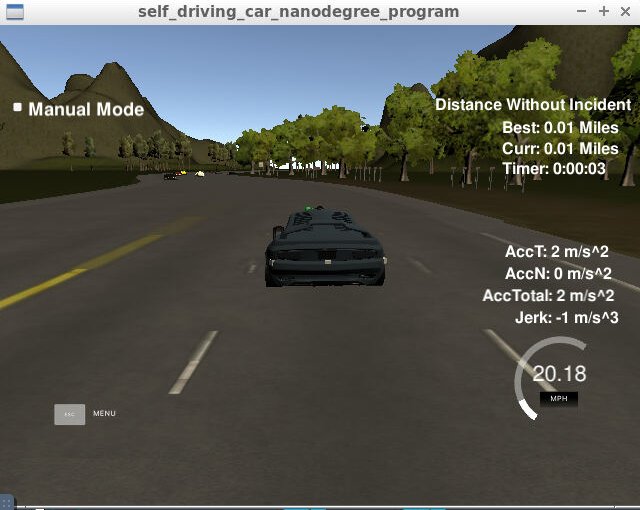 self_driving_car_nanodegree_program
Manual Mode
Distance Without Incident
Best: 0.01 Miles
Curr: 0.01 Miles
Timer: 0:00:03
AccT: 2 m/s^2
AccN: 0 m/s^2
AccTotal: 2 m/s^2
Jerk: -1 m/s^3
20.18
MPH
ESC MENU